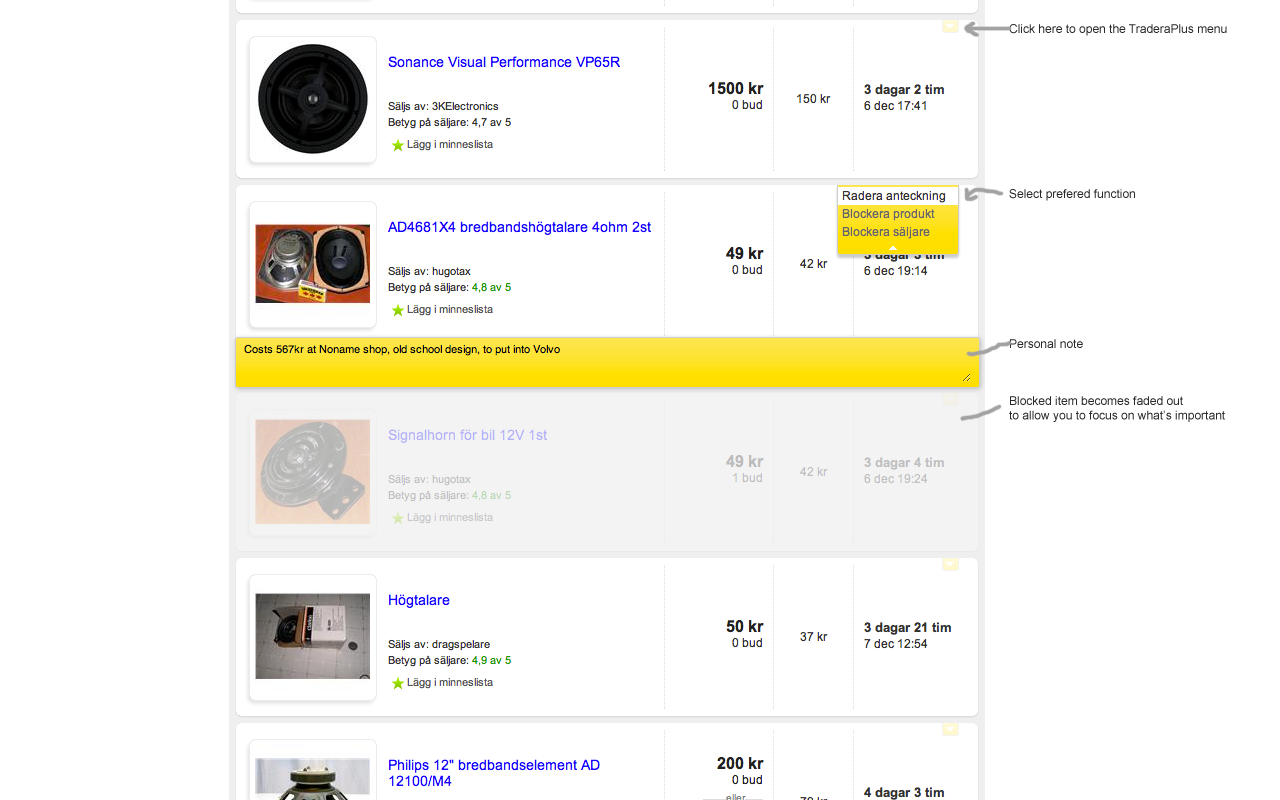 Click here to open the TraderaPlus menu
Sonance Visual Performance VP65R
1500 kr
0 bud
150 kr
3 dagar 2 tim
6 dec 17:41
Säljs av: 3KElectronics
Betyg på säljare: 4,7 av 5
Lägg i minneslista
Radera anteckning
Blockera produkt
Blockera säljare
Select prefered function
AD4681X4 bredbandshögtalare 4ohm 2st
49 kr
0 bud
42 kr
3 dagar 3 tim
6 dec 19:14
Säljs av: hugotax
Betyg på säljare: 4,8 av 5
Lägg i minneslista
Costs 567kr at Noname shop, old school design, to put into Volvo
Personal note
Blocked item becomes faded out
to allow you to focus on what's important
Signalhorn för bil 12V 1st
49 kr
1 bud
42 kr
3 dagar 4 tim
6 dec 19:24
Säljs av: hugotax
Betyg på säljare: 4,8 av 5
Lägg i minneslista
Högtalare
50 kr
0 bud
37 kr
3 dagar 21 tim
7 dec 12:54
Säljs av: dragspelare
Betyg på säljare: 4,9 av 5
Lägg i minneslista
Philips 12" bredbandselement AD
12100/M4
200 kr
0 bud
eller
4 dagar 3 tim